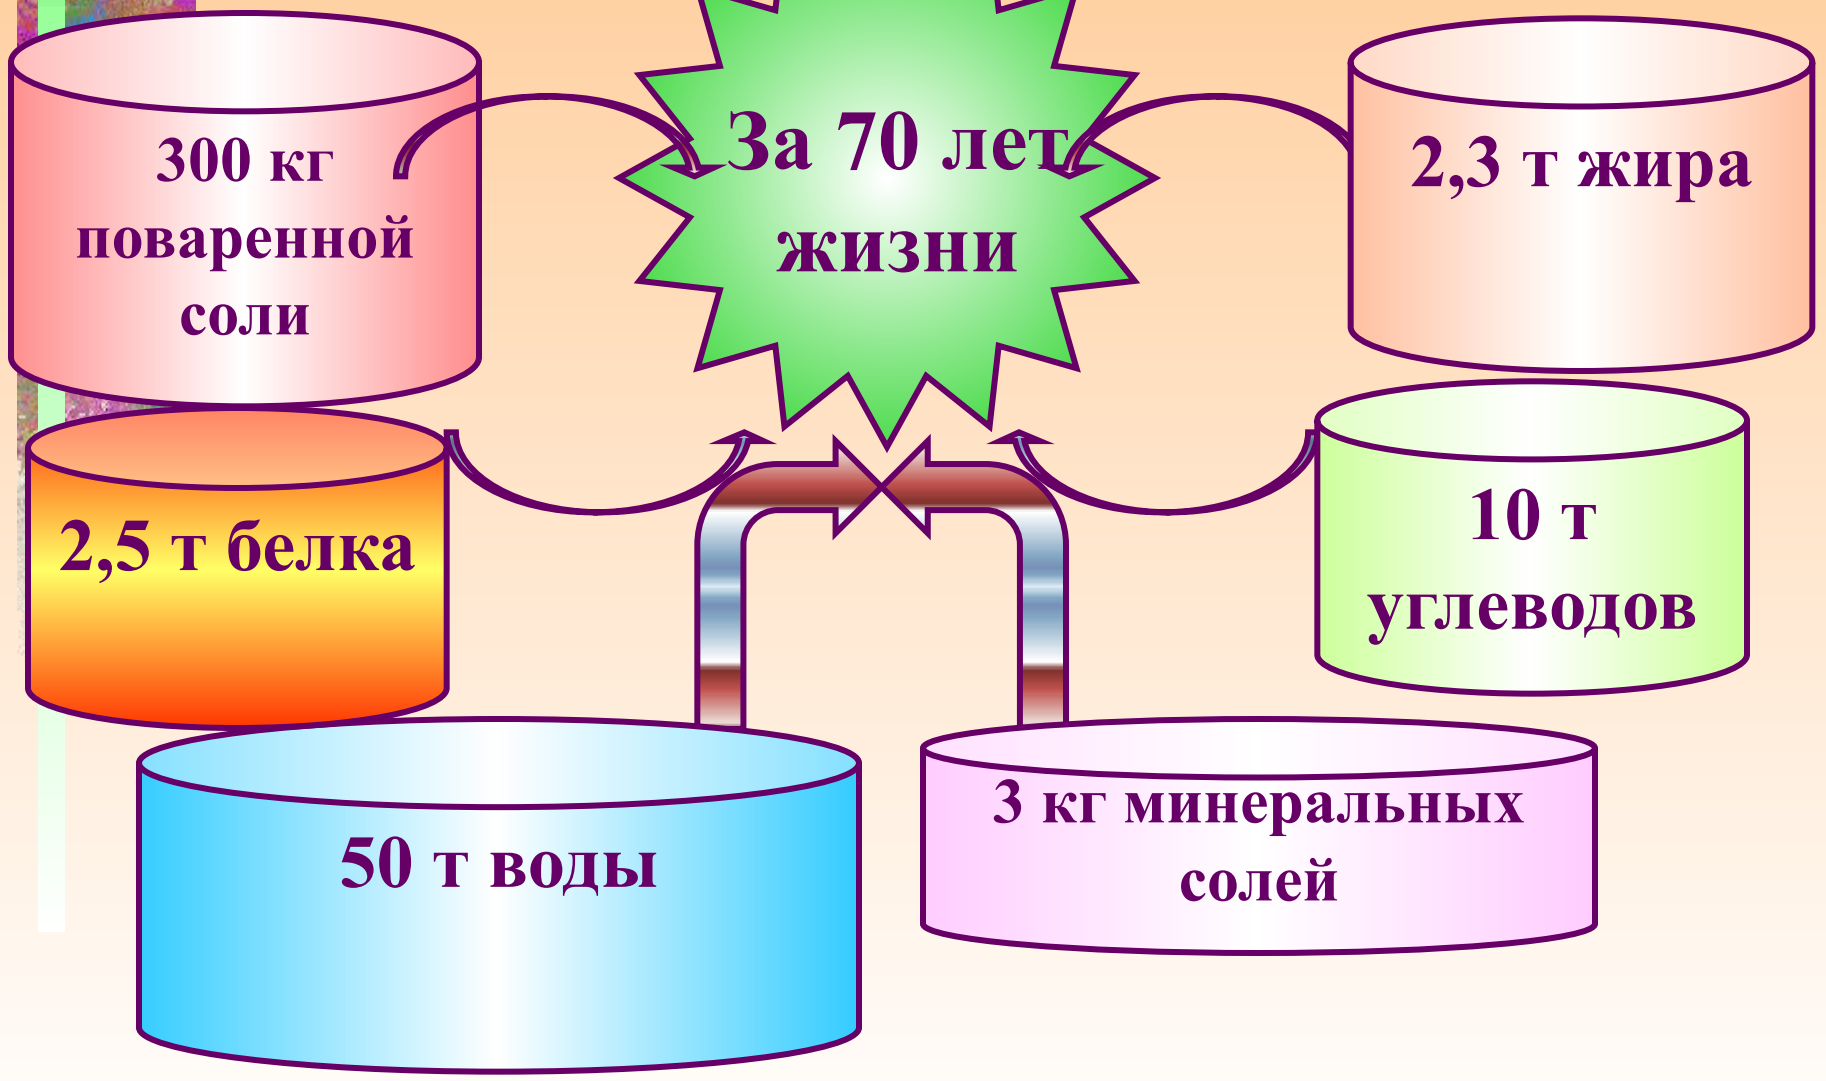 300 кг
поваренной
соли
За 70 лет
жизни
2,3 т жира
2,5 т белка
10 т
углеводов
50 т воды
3 кг минеральных
солей